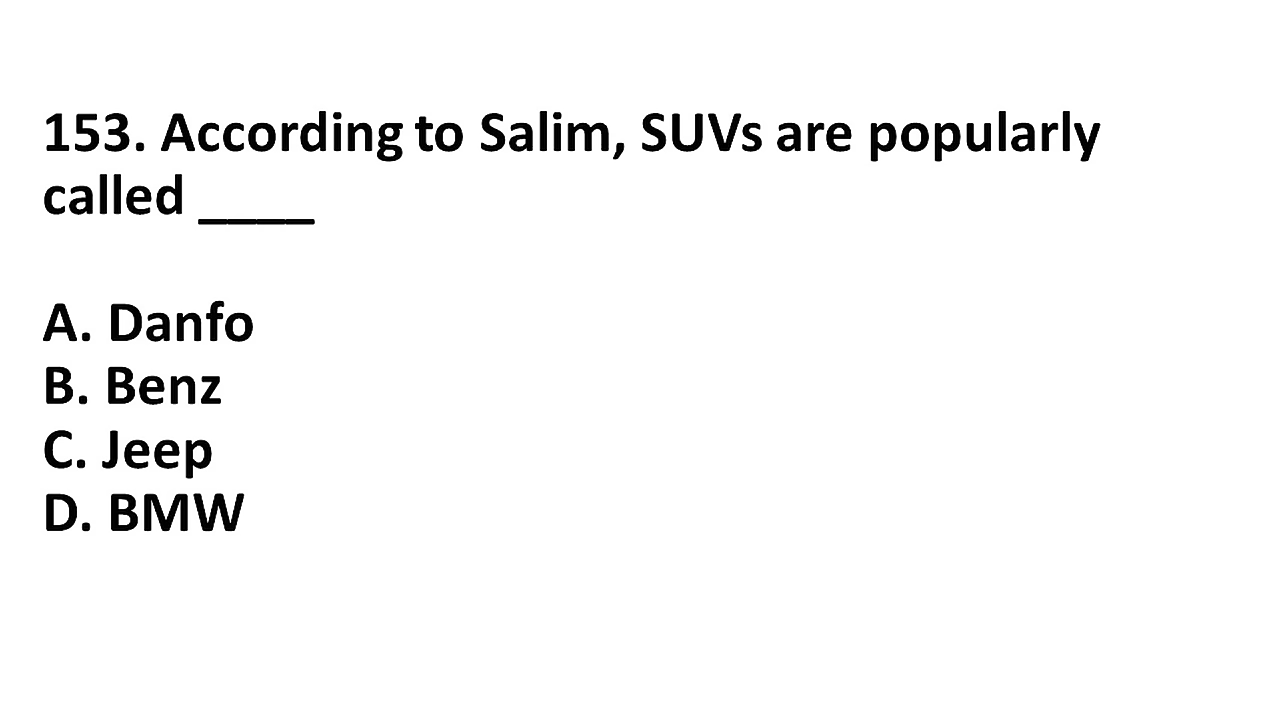 153. According to Salim, SUVs are popularly
called ____
A. Danfo
B. Benz
C. Jeep
D. BMW